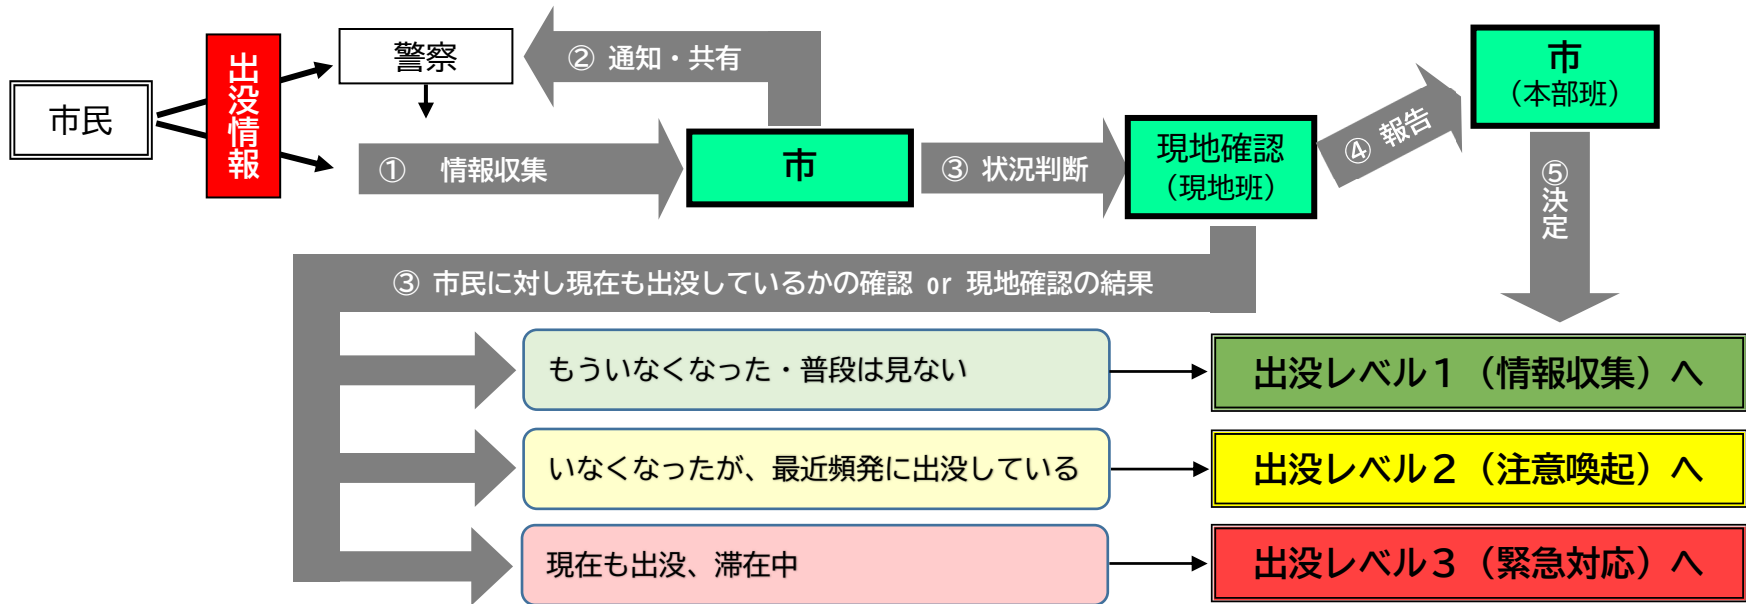 市民
出没情報
警察
② 通知・共有
① 情報収集
市
③ 状況判断
現地確認
（現地班）
④ 報告
市
（本部班）
⑤決定
③ 市民に対し現在も出没しているかの確認 or 現地確認の結果
もういなくなった・普段は見ない
出没レベル１（情報収集）へ
いなくなったが、最近頻発に出没している
出没レベル２（注意喚起）へ
現在も出没、滞在中
出没レベル３（緊急対応）へ